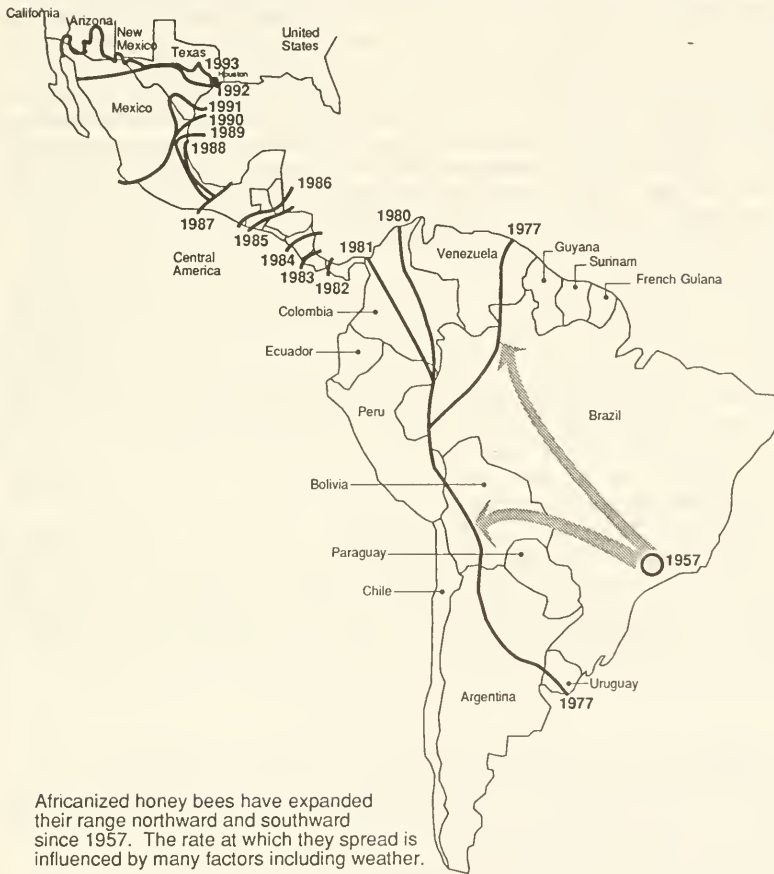 California
Arizona
New
Mexico
Texas
1993
Houston
1992
United
States
Mexico
1991
1990
1989
1988
1987
1986
1985
1984
1983
1982
Central
America
1981
1980
1977
Venezuela
Guyana
Surinam
French Guiana
Colombia
Ecuador
Peru
Brazil
Bolivia
Paraguay
1957
Chile
Argentina
Uruguay
1977
Africanized honey bees have expanded
their range northward and southward
since 1957. The rate at which they spread is
influenced by many factors including weather.